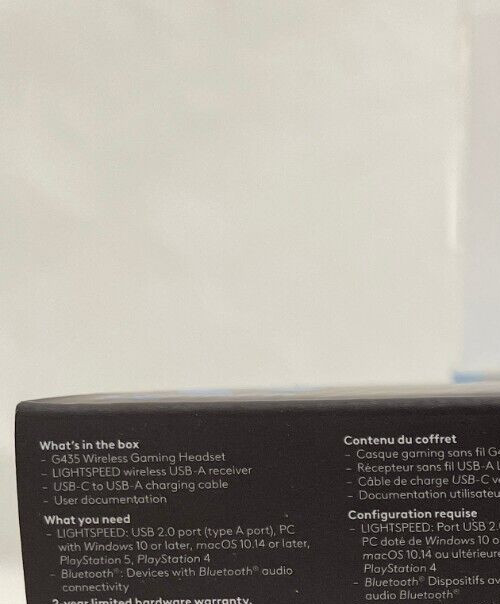 What's in the box
- G435 Wireless Gaming Headset
- LIGHTSPEED wireless USB-A receiver
- USB-C to USB-A charging cable
- User documentation
What you need
- LIGHTSPEED: USB 2.0 port (type A port), PC
with Windows 10 or later, macOS 10.14 or later,
PlayStation 5, PlayStation 4
- Bluetooth®: Devices with Bluetooth® audio
connectivity
2-year limited hardware warranty.
Contenu du coffret
- Casque gaming sans fil
- Récepteur sans fil USB-A
- Câble de charge USB-C
- Documentation
Configuration requise
- LIGHTSPEED: Port USB
PC doté de Windows 10
macOS 10.14 ou
PlayStation 4
- Bluetooth® Dispositifs
audio Bluetooth®